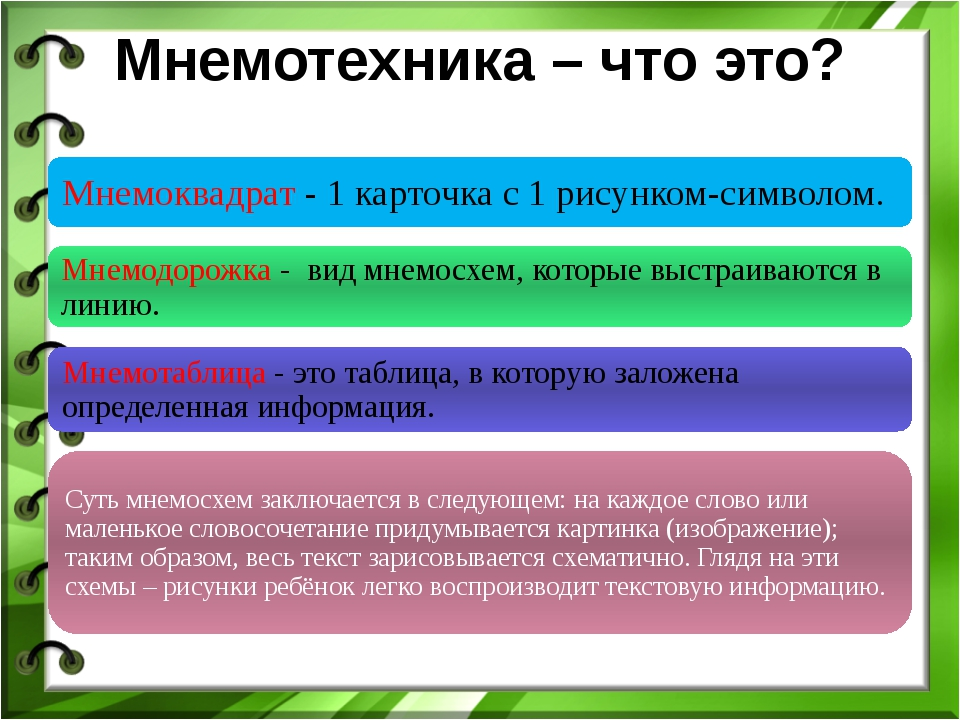 Мнемотехника – что это?
Мнемоквадрат - 1 карточка с 1 рисунком-символом.
Мнемодорожка -  вид мнемосхем, которые выстраиваются в
линию.
Мнемотаблица - это таблица, в которую заложена
определенная информация.
Суть мнемосхем заключается в следующем: на каждое слово или
маленькое словосочетание придумывается картинка (изображение);
таким образом, весь текст зарисовывается схематично. Глядя на эти
схемы – рисунки ребёнок легко воспроизводит текстовую информацию.